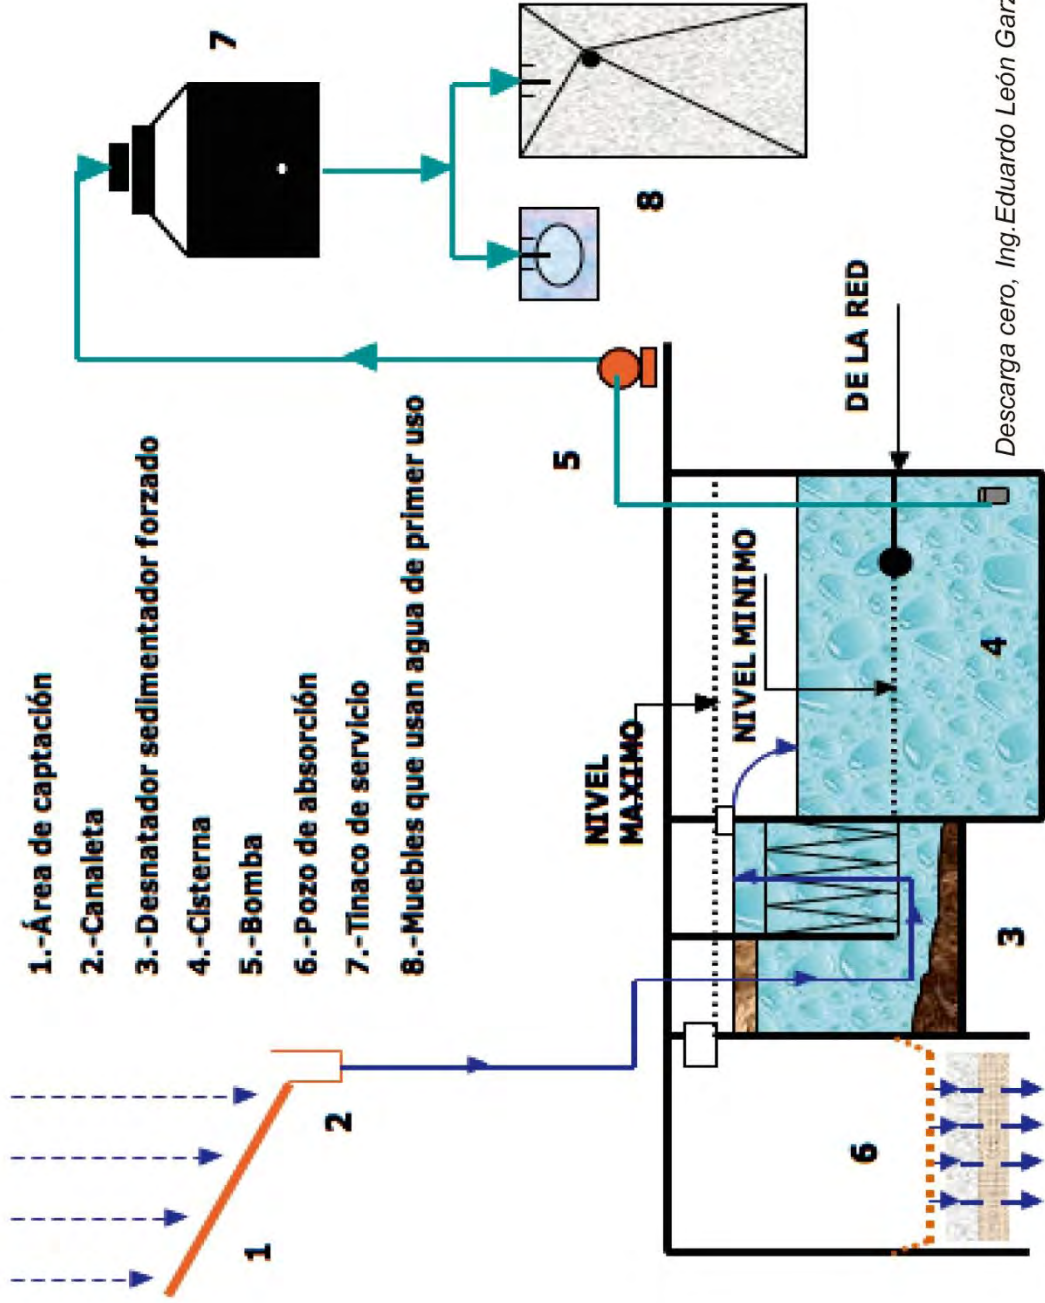 1.-Área de captación
2.-Canaleta
3.-Desnatador sedimentador forzado
4.-Cisterna
5.-Bomba
6.-Pozo de absorción
7.-Tinaco de servicio
8.-Muebles que usan agua de primer uso
1
2
7
8
5
NIVEL
MAXIMO
NIVEL MINIMO
DE LA RED
6
3
4
Descarga cero, Ing.Eduardo León Garz